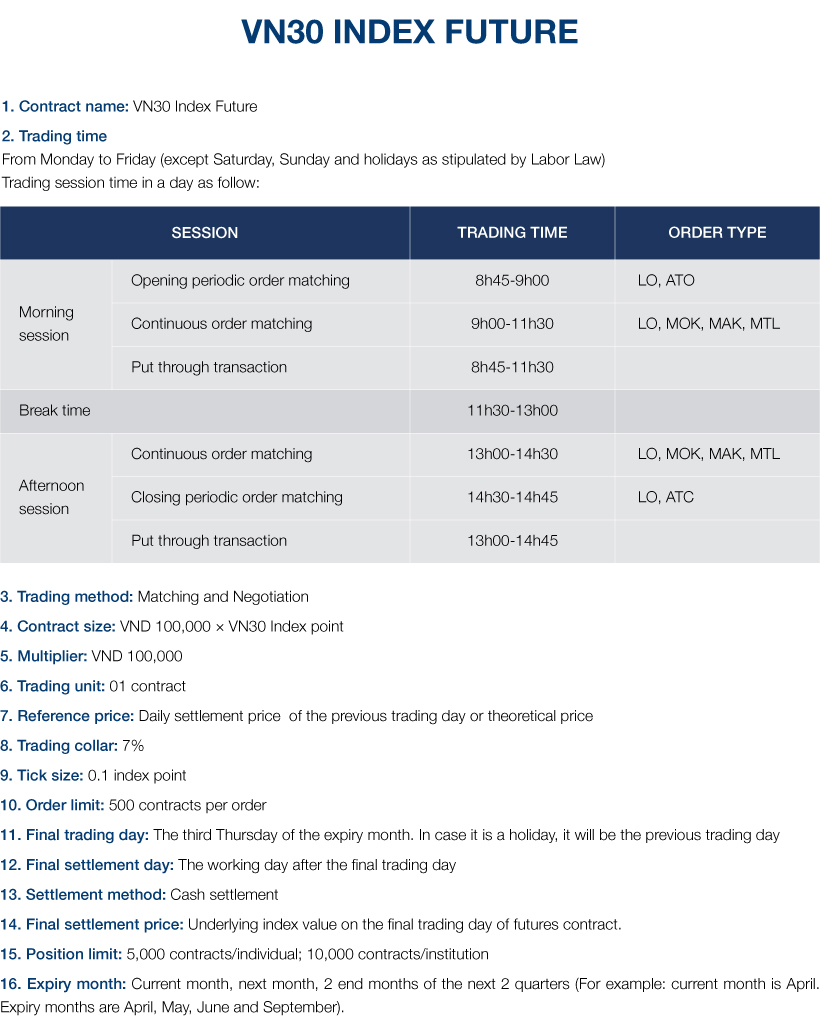 VN30 INDEX FUTURE
1. Contract name: VN30 Index Future
2. Trading time
From Monday to Friday (except Saturday, Sunday and holidays as stipulated by Labor Law)
Trading session time in a day as follow:
SESSION TRADING TIME ORDER TYPE
Morning session
Opening periodic order matching 8h45-9h00 LO, ATO
Continuous order matching 9h00-11h30 LO, MOK, MAK, MTL
Put through transaction 8h45-11h30
Break time 11h30-13h00
Afternoon session
Continuous order matching 13h00-14h30 LO, MOK, MAK, MTL
Closing periodic order matching 14h30-14h45 LO, ATC
Put through transaction 13h00-14h45
3. Trading method: Matching and Negotiation
4. Contract size: VND 100,000 × VN30 Index point
5. Multiplier: VND 100,000
6. Trading unit: 01 contract
7. Reference price: Daily settlement price  of the previous trading day or theoretical price
8. Trading collar: 7%
9. Tick size: 0.1 index point
10. Order limit: 500 contracts per order
11. Final trading day: The third Thursday of the expiry month. In case it is a holiday, it will be the previous trading day
12. Final settlement day: The working day after the final trading day
13. Settlement method: Cash settlement
14. Final settlement price: Underlying index value on the final trading day of futures contract.
15. Position limit: 5,000 contracts/individual; 10,000 contracts/institution
16. Expiry month: Current month, next month, 2 end months of the next 2 quarters (For example: current month is April.
Expiry months are April, May, June and September).